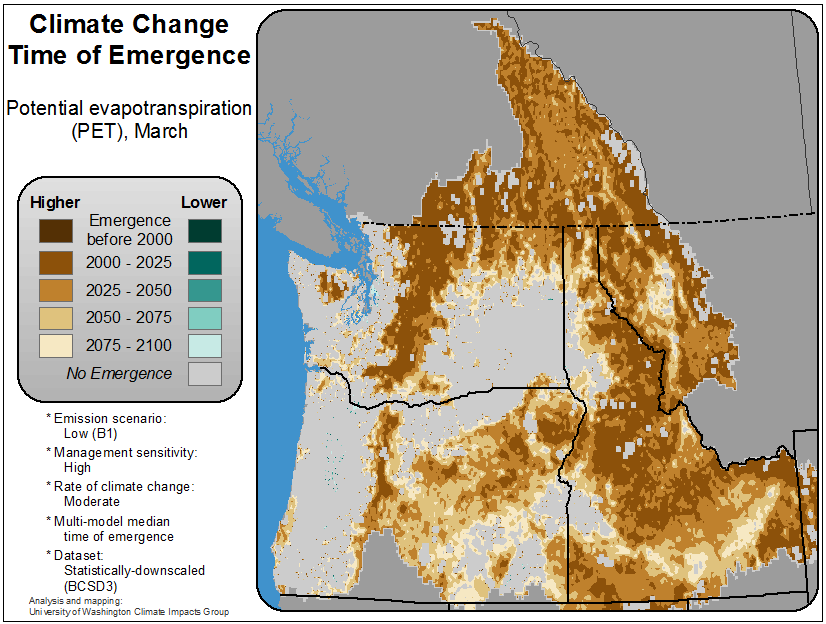 Climate Change
Time of Emergence
Potential evapotranspiration
(PET), March
Higher Lower
Emergence
before 2000
2000 - 2025
2025 - 2050
2050 - 2075
2075 - 2100
No Emergence
* Emission scenario:
Low (B1)
* Management sensitivity:
High
* Rate of climate change:
Moderate
* Multi-model median
time of emergence
* Dataset:
Statistically-downscaled
(BCSD3)
Analysis and mapping:
University of Washington Climate Impacts Group